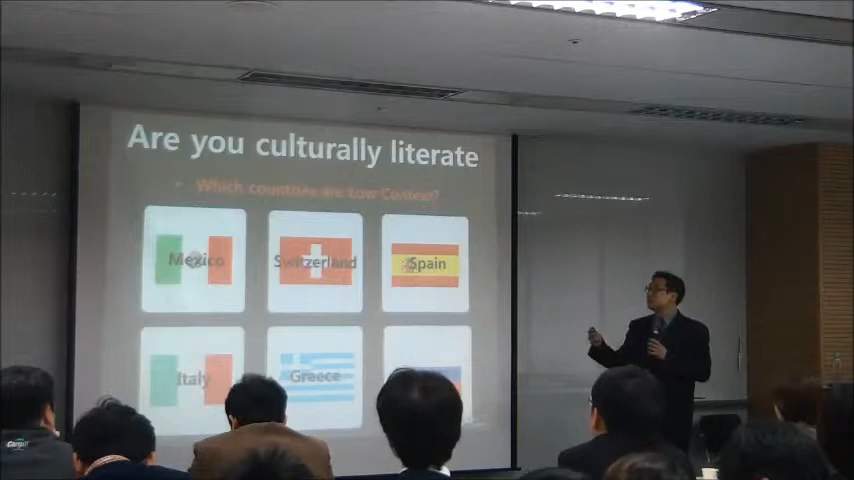 Are you culturally literate
Which countries are Low Context?
Mexico
Switzerland
Spain
Italy
Greece